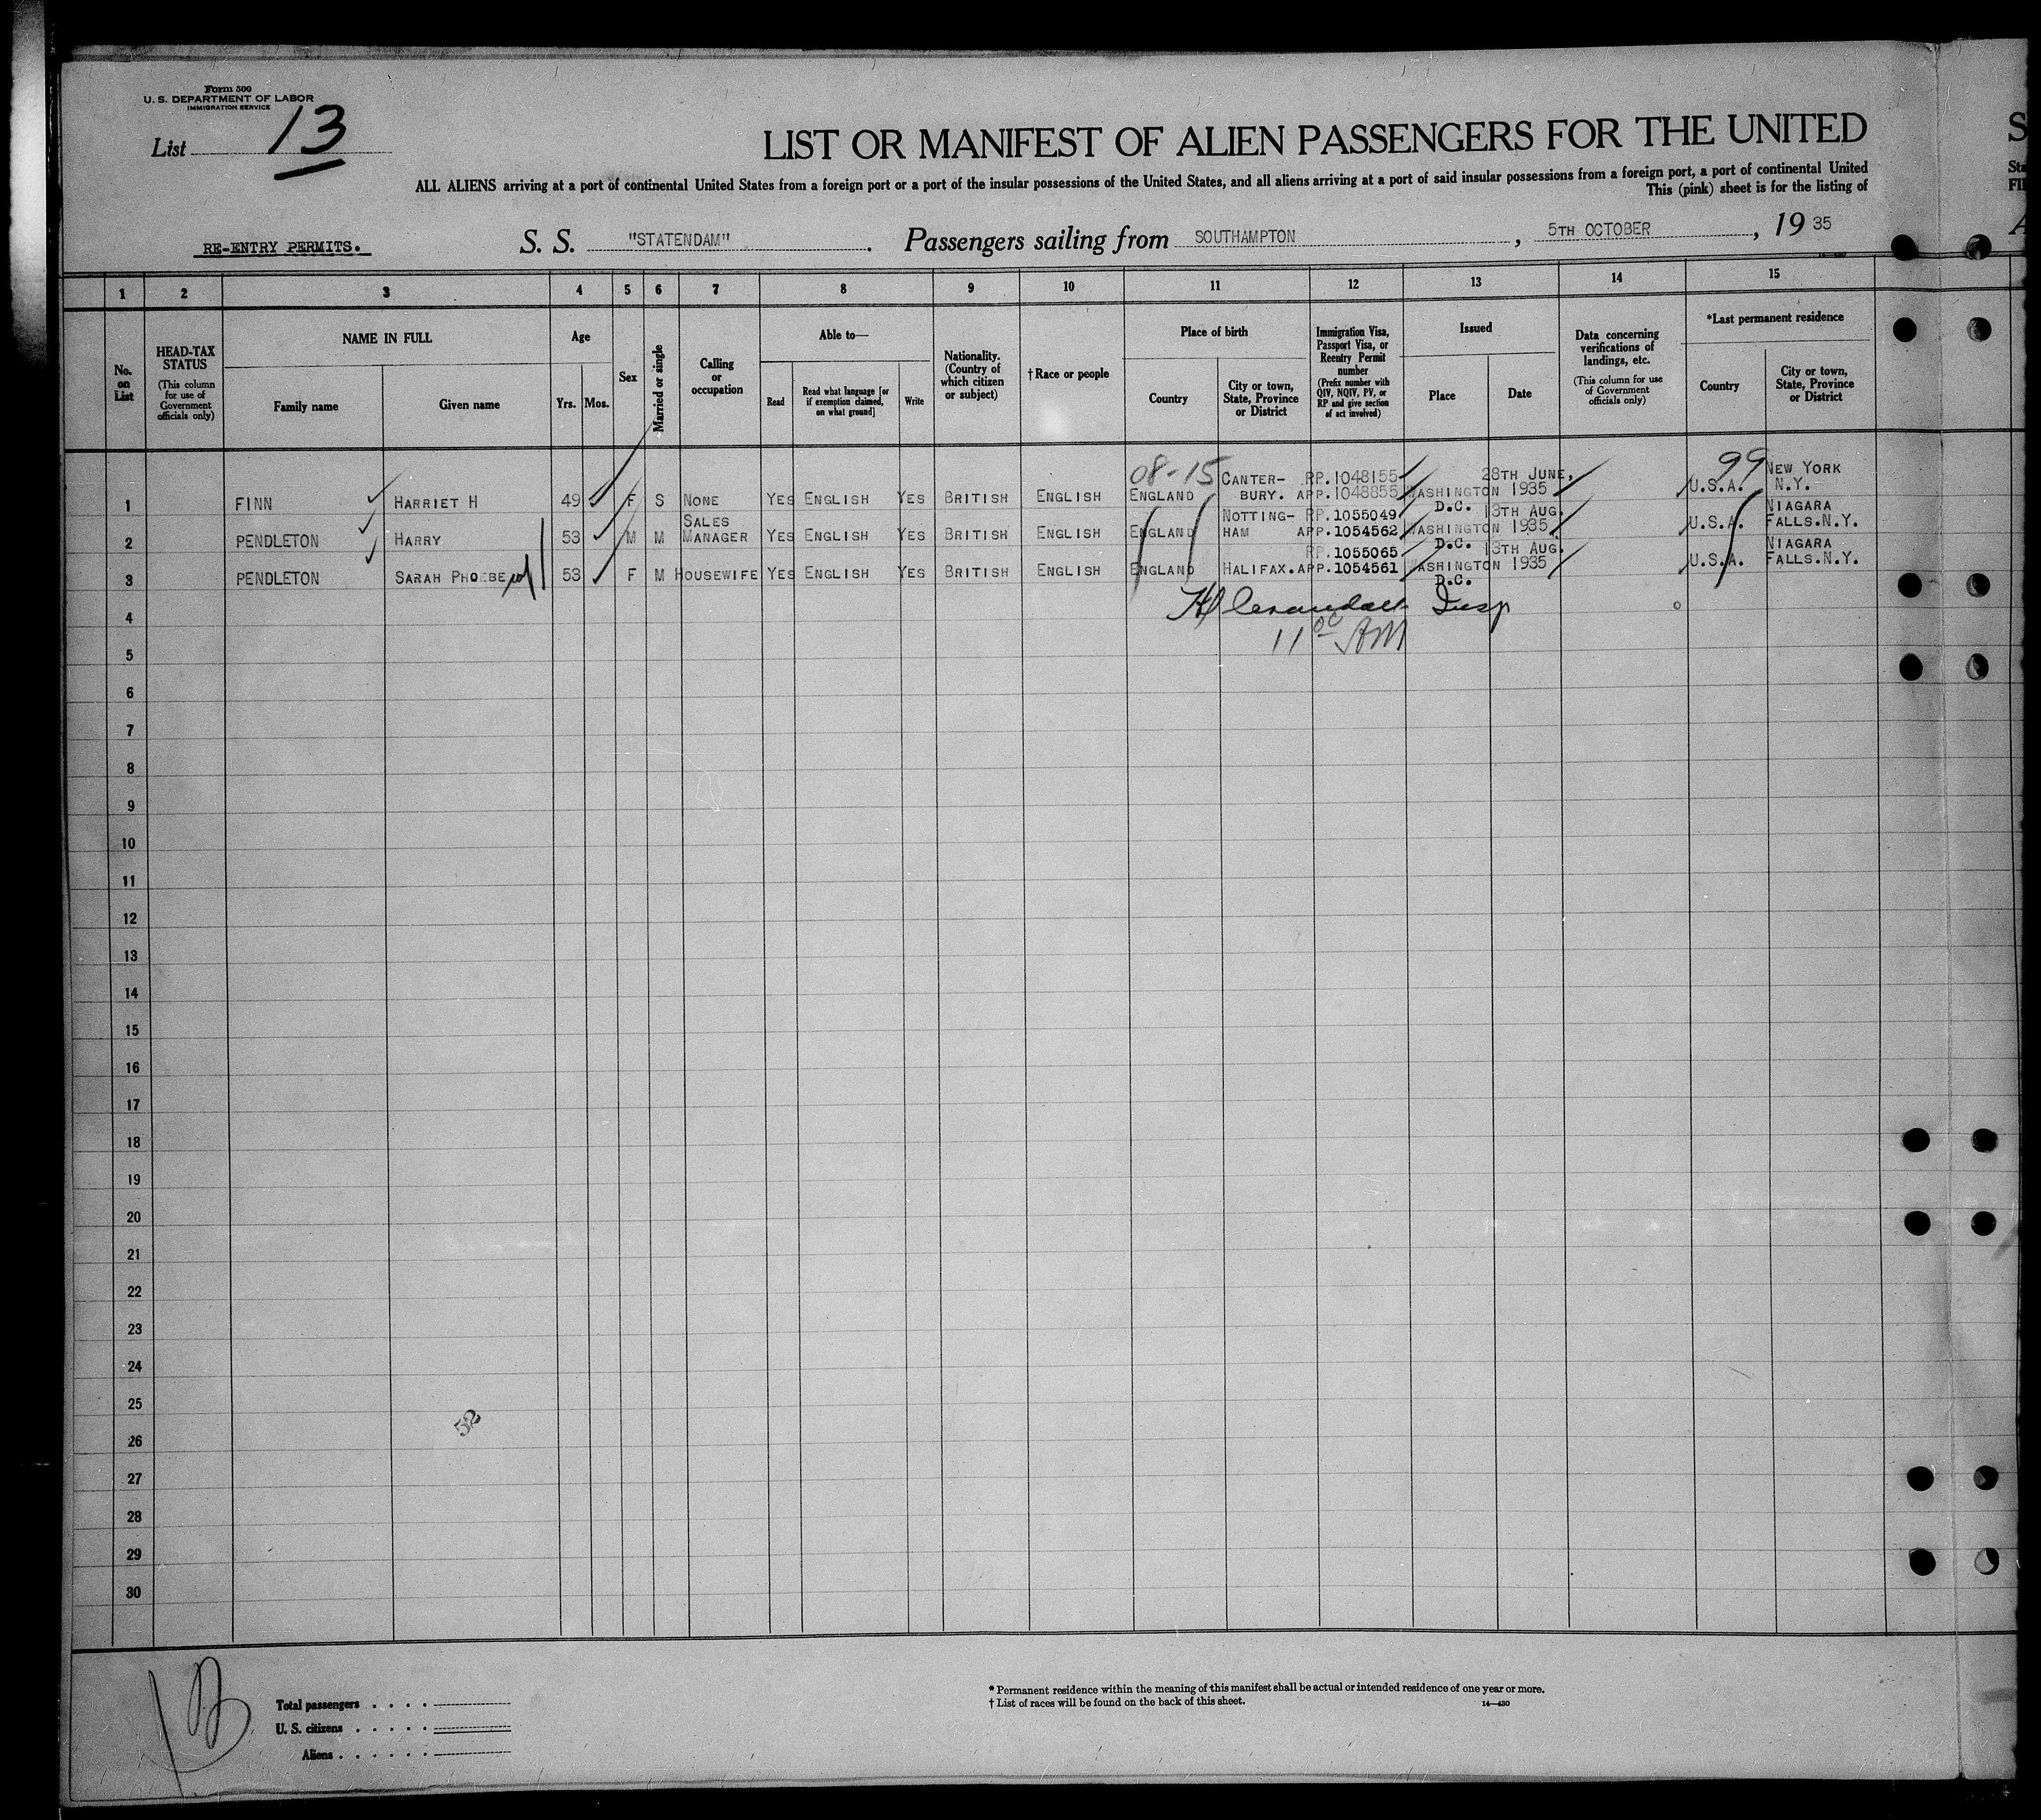 Form 500
U. S. DEPARTMENT OF LABOR
IMMIGRATION SERVICE
List 13
LIST OR MANIFEST OF ALIEN PASSENGERS FOR THE UNITED
ALL ALIENS arriving at a port of continental United States from a foreign port or a port of the insular possessions of the United States, and all aliens arriving at a port of said insular possessions from a foreign port, a port of continental United
This (pink) sheet is for the listing of
RE-ENTRY PERMITS.
S. S. "STATENDAM". Passengers sailing from SOUTHAMPTON, 5TH OCTOBER, 1935
1 2 3 4 5 6 7 8 9 10 11 12 13 14 15
No. on List
HEAD-TAX STATUS
(This column for use of Government officials only)
NAME IN FULL
Family name
Given name
Age
Yrs. Mos.
Sex
Married or single
Calling or occupation
Able to—
Read
Read what language [or if exemption claimed, on what ground]
Write
Nationality. (Country of which citizen or subject)
†Race or people
Place of birth
Country
City or town, State, Province or District
Immigration Visa, Passport Visa, or Reentry Permit number
(Prefix number with QIV, NQIV, PV, or RP and give section of act involved)
Issued
Place
Date
Data concerning verifications of landings, etc.
(This column for use of Government officials only)
*Last permanent residence
Country
City or town, State, Province or District
08-15 CANTER- RP.1048155 28TH JUNE, 99 NEW YORK
1 FINN HARRIET H 49 F S NONE YES ENGLISH YES BRITISH ENGLISH ENGLAND BURY. APP.1048855 WASHINGTON 1935 U.S.A. N.Y.
SALES NOTTING- RP.1055049 D.C. 13TH AUG. NIAGARA
2 PENDLETON HARRY 53 M M MANAGER YES ENGLISH YES BRITISH ENGLISH ENGLAND HAM APP.1054562 WASHINGTON 1935 U.S.A. FALLS.N.Y.
RP.1055065 D.C. 13TH AUG. NIAGARA
3 PENDLETON SARAH PHOEBE 53 F M HOUSEWIFE YES ENGLISH YES BRITISH ENGLISH ENGLAND HALIFAX. APP.1054561 WASHINGTON 1935 U.S.A. FALLS.N.Y.
D.C.
Insp
4
11 00 AM
5
6
7
8
9
10
11
12
13
14
15
16
17
18
19
20
21
22
23
24
25
52
26
27
28
29
30
Total passengers
U. S. citizens
Aliens
* Permanent residence within the meaning of this manifest shall be actual or intended residence of one year or more.
† List of races will be found on the back of this sheet.
14—430